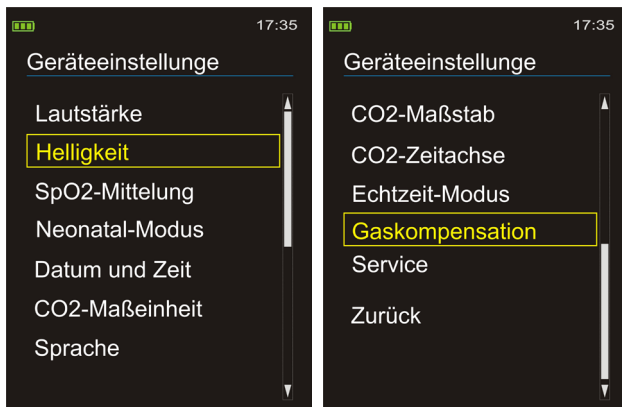 17:35
Geräteeinstellunge
Lautstärke
Helligkeit
SpO2-Mittelung
Neonatal-Modus
Datum und Zeit
CO2-Maßeinheit
Sprache
17:35
Geräteeinstellunge
CO2-Maßstab
CO2-Zeitachse
Echtzeit-Modus
Gaskompensation
Service
Zurück